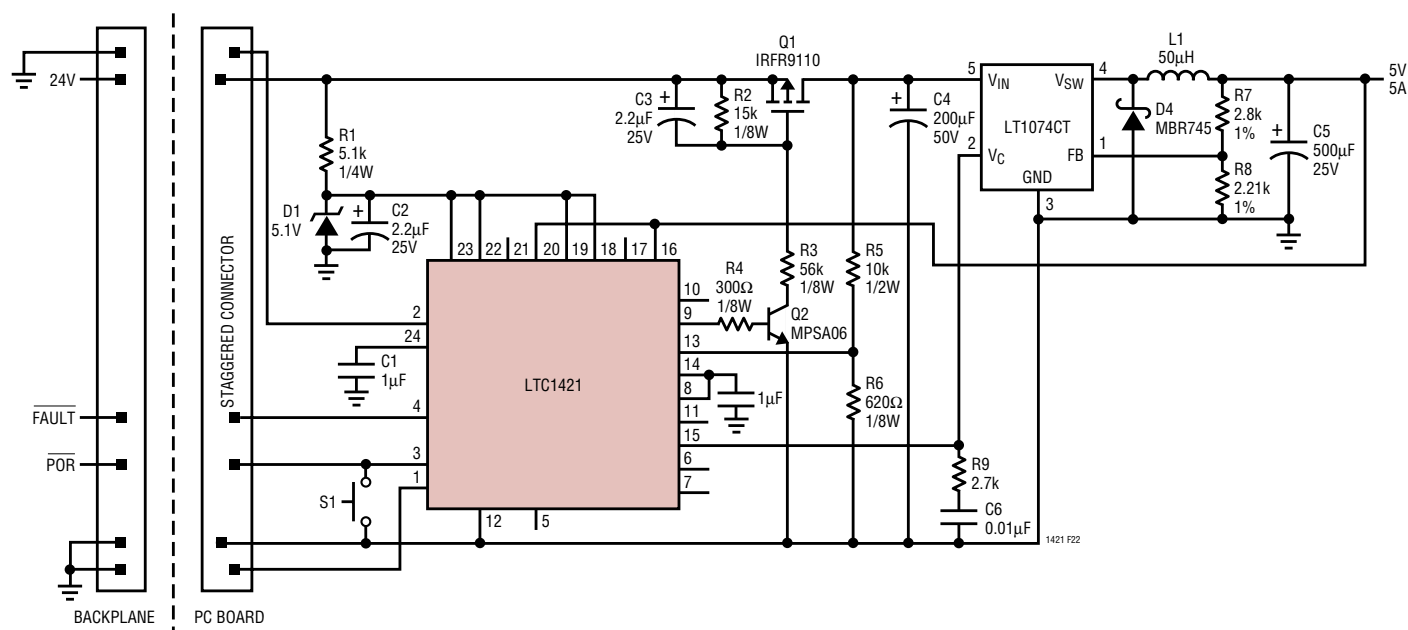 24V
FAULT
POR
BACKPLANE
PC BOARD
STAGGERED CONNECTOR
R1
5.1k
1/4W
D1
5.1V
+
C2
2.2μF
25V
C3
2.2μF
25V
+
R2
15k
1/8W
Q1
IRFR9110
+
C4
200μF
50V
5
VIN
VSW
4
LT1074CT
2
VC
FB
1
GND
3
L1
50μH
D4
MBR745
R7
2.8k
1%
R8
2.21k
1%
+
C5
500μF
25V
5V
5A
23
22
21
20
19
18
17
16
LTC1421
2
24
C1
1μF
4
3
1
S1
12
5
10
9
13
14
8
11
15
6
7
R4
300Ω
1/8W
R3
56k
1/8W
Q2
MPSA06
R5
10k
1/2W
R6
620Ω
1/8W
1μF
R9
2.7k
C6
0.01μF
1421 F22